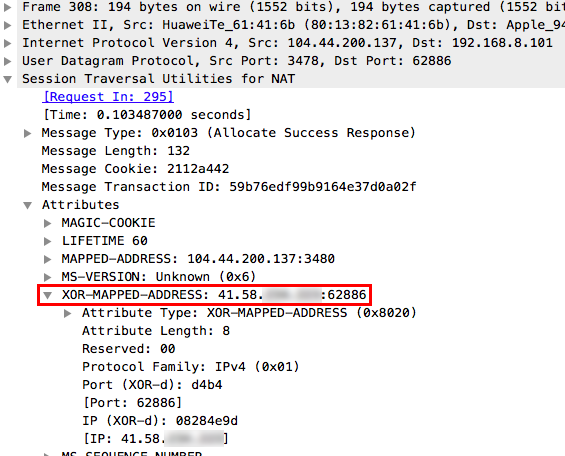 Frame 308: 194 bytes on wire (1552 bits), 194 bytes captured (1552 bit
Ethernet II, Src: HuaweiTe_61:41:6b (80:13:82:61:41:6b), Dst: Apple_94
Internet Protocol Version 4, Src: 104.44.200.137, Dst: 192.168.8.101
User Datagram Protocol, Src Port: 3478, Dst Port: 62886
Session Traversal Utilities for NAT
[Request In: 295]
[Time: 0.103487000 seconds]
Message Type: 0x0103 (Allocate Success Response)
Message Length: 132
Message Cookie: 2112a442
Message Transaction ID: 59b76edf99b9164e37d0a02f
Attributes
MAGIC-COOKIE
LIFETIME 60
MAPPED-ADDRESS: 104.44.200.137:3480
MS-VERSION: Unknown (0x6)
XOR-MAPPED-ADDRESS: 41.58. :62886
Attribute Type: XOR-MAPPED-ADDRESS (0x8020)
Attribute Length: 8
Reserved: 00
Protocol Family: IPv4 (0x01)
Port (XOR-d): d4b4
[Port: 62886]
IP (XOR-d): 08284e9d
[IP: 41.58. ]
MS-SEQUENCE-NUMBER